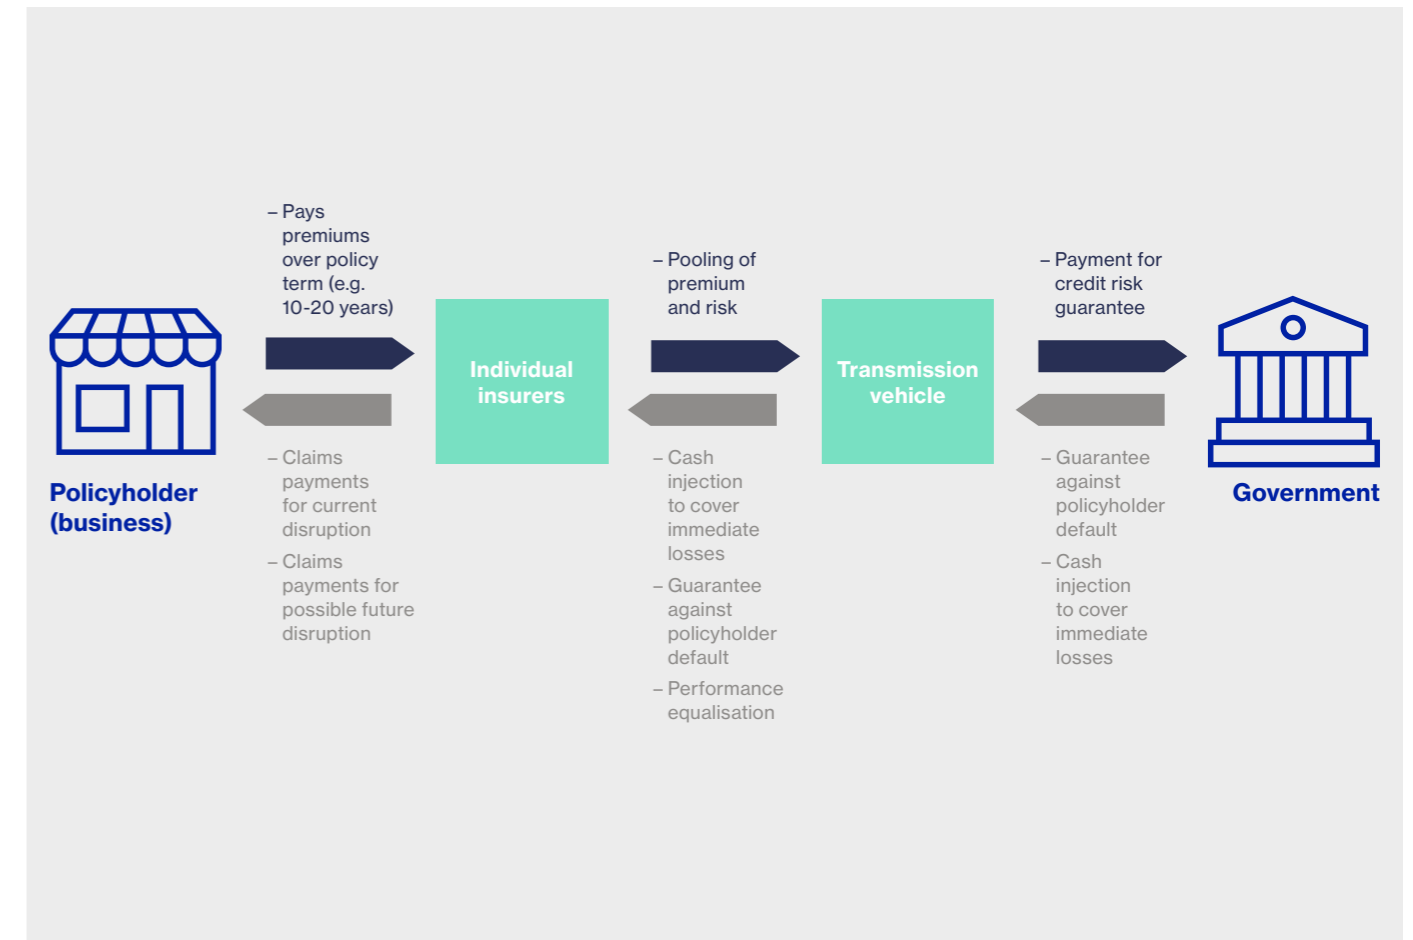 – Pays
premiums
over policy
term (e.g.
10-20 years)
– Pooling of
premium
and risk
– Payment for
credit risk
guarantee
Individual
insurers
Transmission
vehicle
Policyholder
(business)
Government
– Claims
payments
for current
disruption
– Claims
payments for
possible future
disruption
– Cash
injection
to cover
immediate
losses
– Guarantee
against
policyholder
default
– Performance
equalisation
– Guarantee
against
policyholder
default
– Cash
injection
to cover
immediate
losses